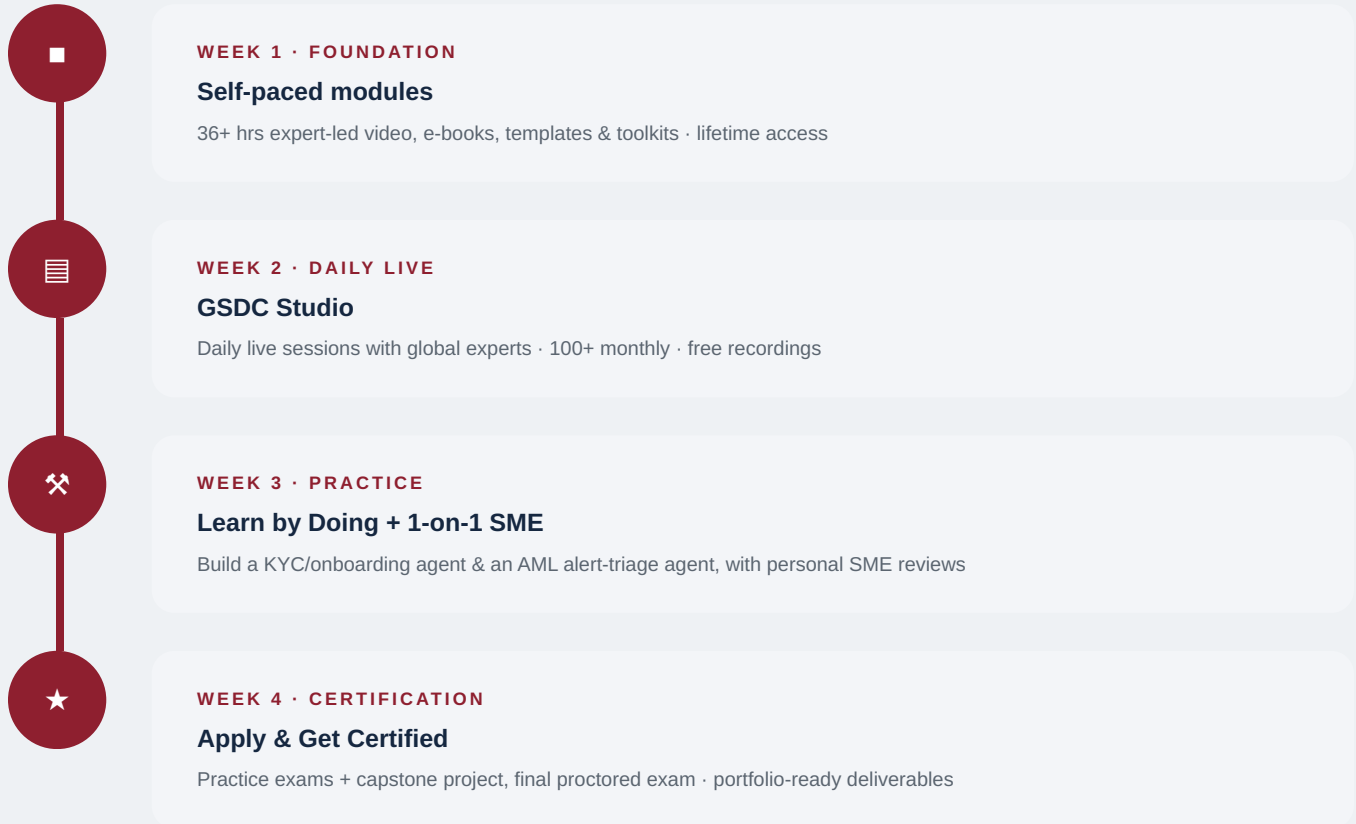 WEEK 1 · FOUNDATION
Self-paced modules
36+ hrs expert-led video, e-books, templates & toolkits · lifetime access
WEEK 2 · DAILY LIVE
GSDC Studio
Daily live sessions with global experts · 100+ monthly · free recordings
WEEK 3 · PRACTICE
Learn by Doing + 1-on-1 SME
Build a KYC/onboarding agent & an AML alert-triage agent, with personal SME reviews
WEEK 4 · CERTIFICATION
Apply & Get Certified
Practice exams + capstone project, final proctored exam · portfolio-ready deliverables